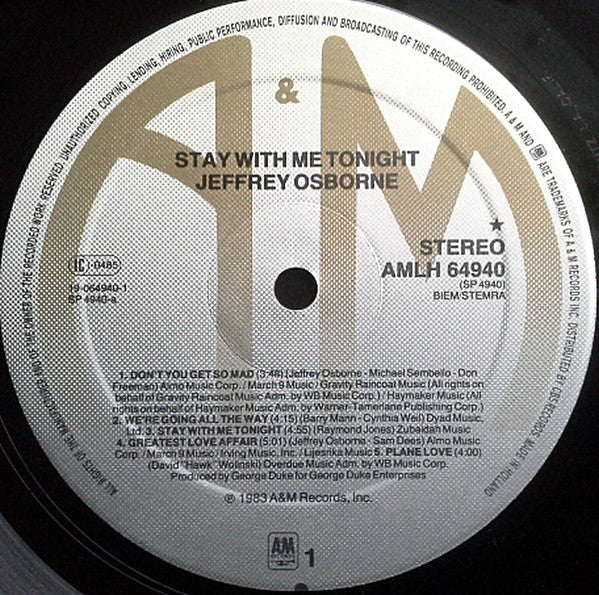 ALL RIGHTS OF THE MANUFACTURER AND OF THE OWNER OF THE RECORDED WORK RESERVED. UNAUTHORIZED COPYING, LENDING, HIRING, PUBLIC PERFORMANCE, DIFFUSION AND BROADCASTING OF THIS RECORDING PROHIBITED. A & M AND AM ARE TRADEMARKS OF A & M RECORDS INC. DISTRIBUTED BY CBS RECORDS. MADE IN HOLLAND
A & M
STAY WITH ME TONIGHT
JEFFREY OSBORNE
★
STEREO
AMLH 64940
(SP 4940)
BIEM/STEMRA
LC 0485
19-064940-1
SP 4940-a
1. DON'T YOU GET SO MAD (3:48) (Jeffrey Osborne - Michael Sembello - Don
Freeman) Almo Music Corp. / March 9 Music / Gravity Raincoat Music (All rights on
behalf of Gravity Raincoat Music Adm. by WB Music Corp.) / Haymaker Music (All
rights on behalf of Haymaker Music Adm. by Warner-Tamerlane Publishing Corp.)
2. WE'RE GOING ALL THE WAY (4:15) (Barry Mann - Cynthia Weil) Dyad Music,
Ltd. 3. STAY WITH ME TONIGHT (4:55) (Raymond Jones) Zubaidah Music
4. GREATEST LOVE AFFAIR (5:01) (Jeffrey Osborne - Sam Dees) Almo Music
Corp. / March 9 Music / Irving Music, Inc. / Lijesrika Music 5. PLANE LOVE (4:00)
(David "Hawk" Wolinski) Overdue Music Adm. by WB Music Corp.
Produced by George Duke for George Duke Enterprises
℗ 1983 A&M Records, Inc.
AM
RECORDS
1